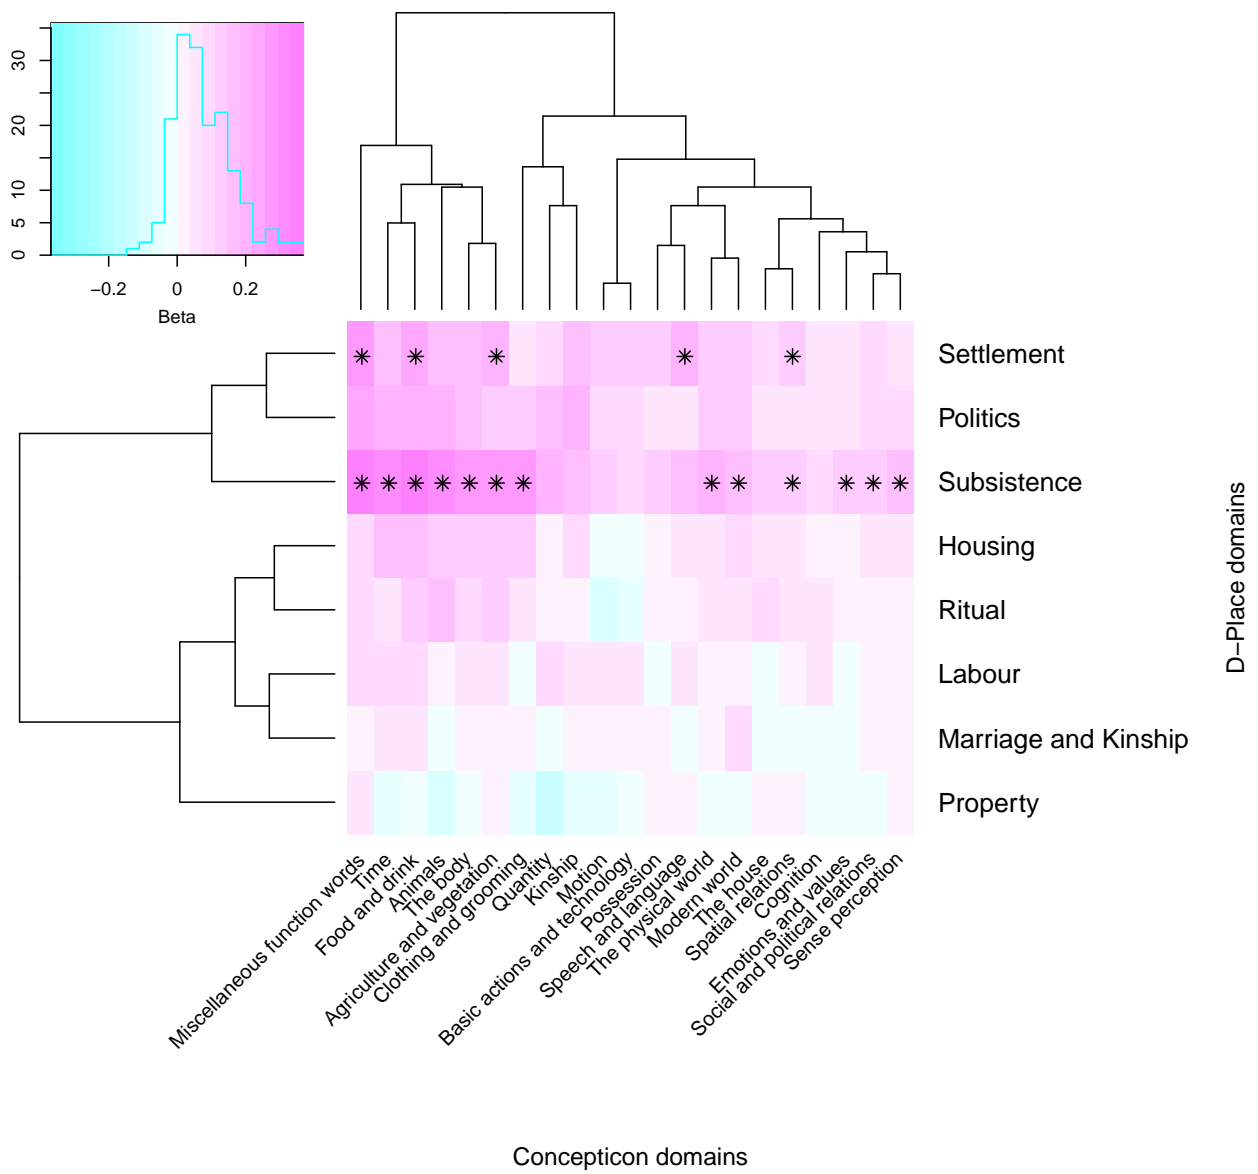 30
20
10
5
0
−0.2
0
0.2
Beta
Settlement
Politics
Subsistence
Housing
Ritual
Labour
Marriage and Kinship
Property
D−Place domains
Miscellaneous function words
Time
Food and drink
Animals
The body
Agriculture and vegetation
Clothing and grooming
Quantity
Kinship
Motion
Basic actions and technology
Possession
Speech and language
The physical world
Modern world
The house
Spatial relations
Cognition
Emotions and values
Social and political relations
Sense perception
Concepticon domains